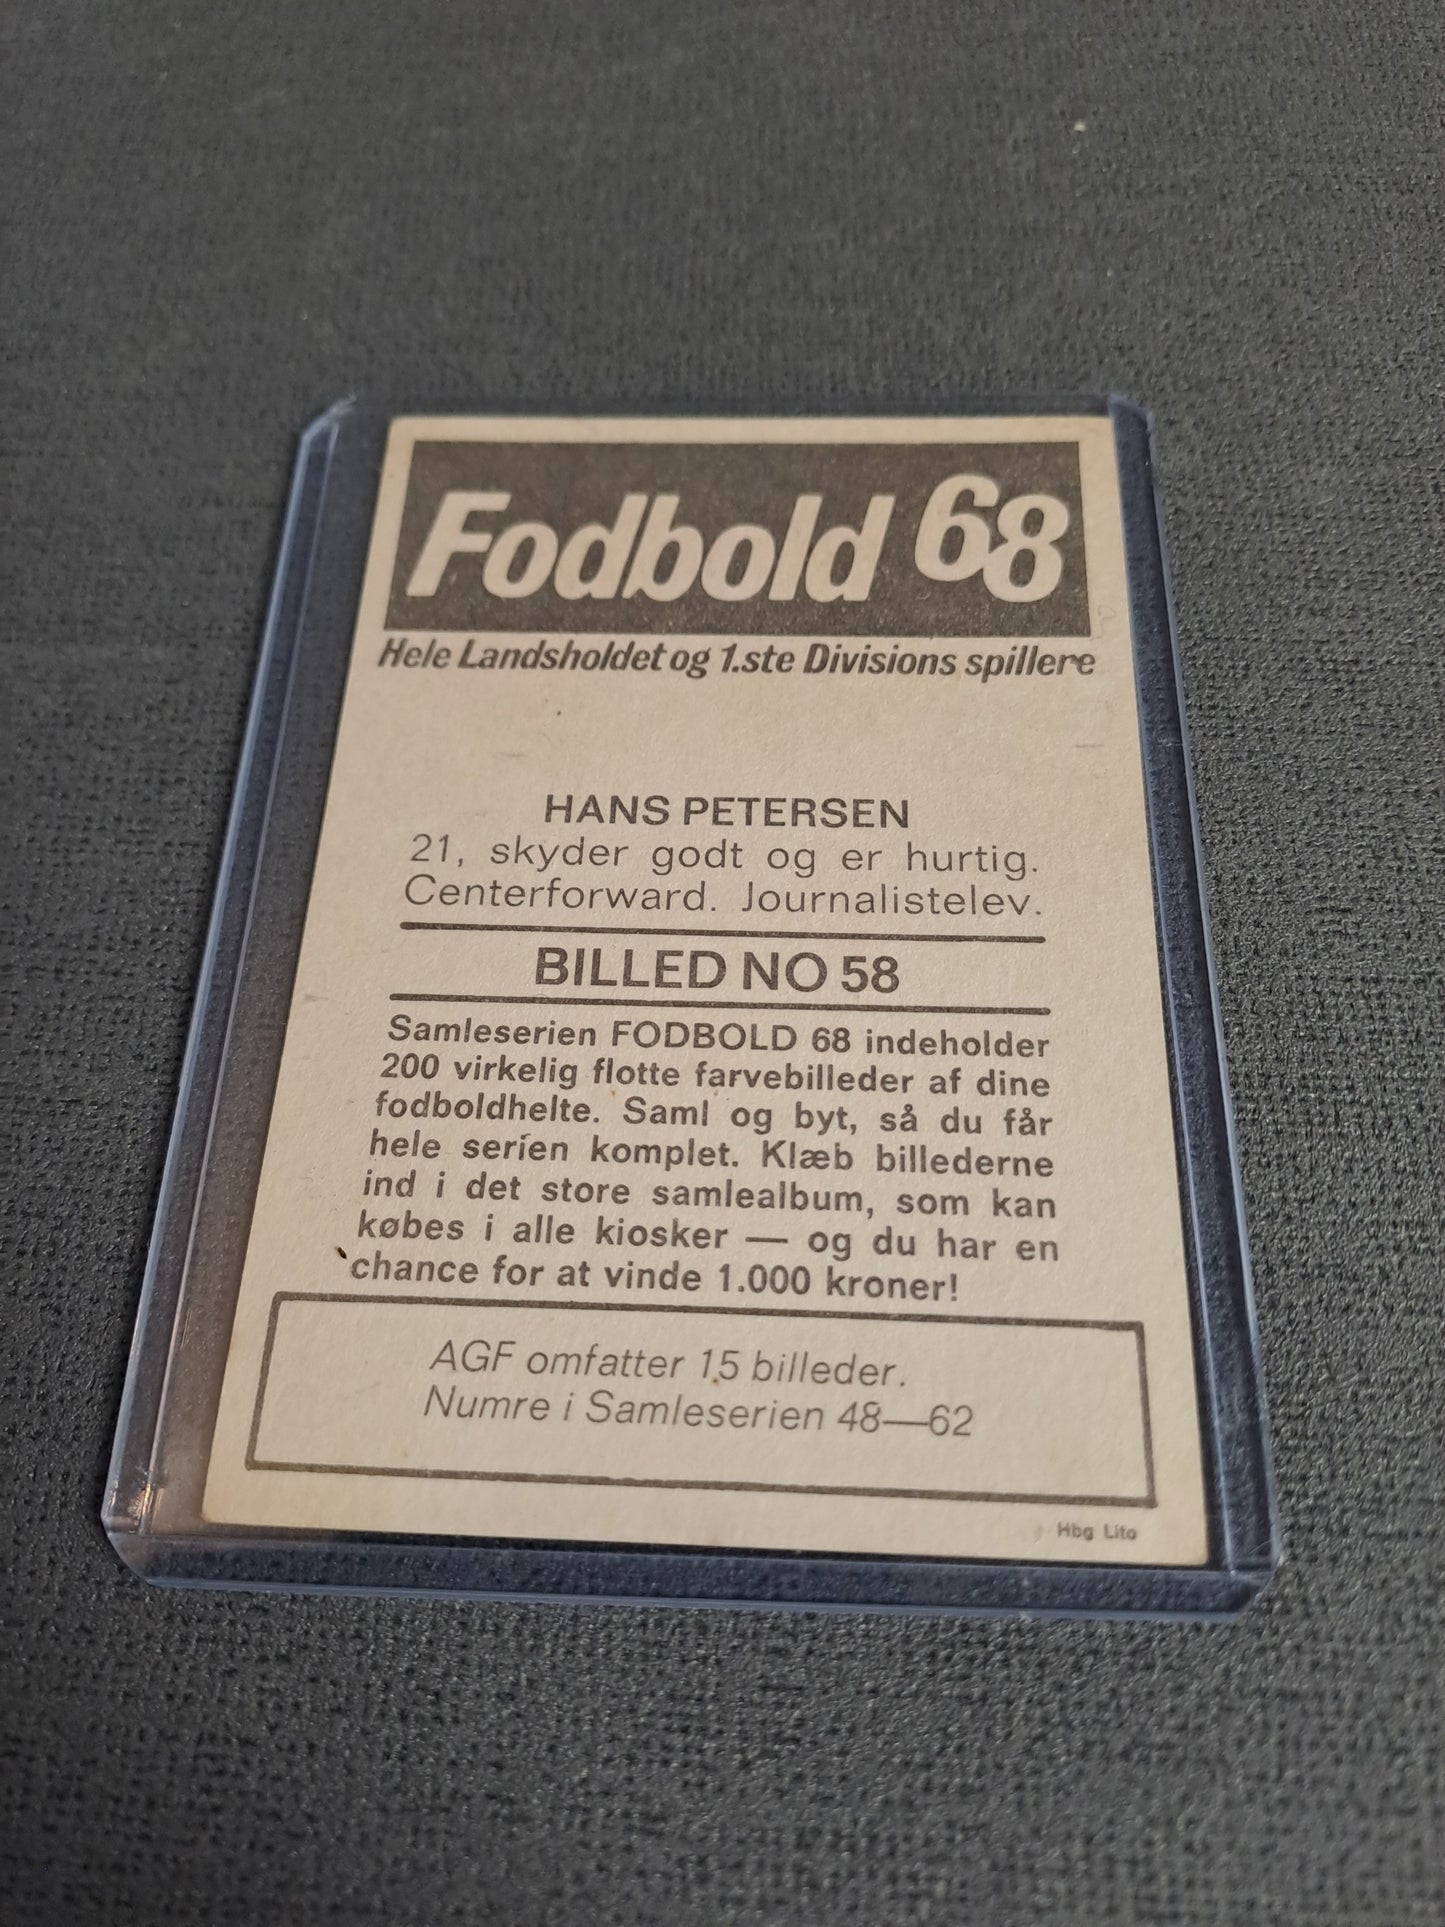 Fodbold 68
Hele Landsholdet og 1.ste Divisions spillere
HANS PETERSEN
21, skyder godt og er hurtig.
Centerforward. Journalistelev.
BILLED NO 58
Samleserien FODBOLD 68 indeholder
200 virkelig flotte farvebilleder af dine
fodboldhelte. Saml og byt, så du får
hele serien komplet. Klæb billederne
ind i det store samlealbum, som kan
købes i alle kiosker — og du har en
chance for at vinde 1.000 kroner!
AGF omfatter 15 billeder.
Numre i Samleserien 48—62
Hbg Lito